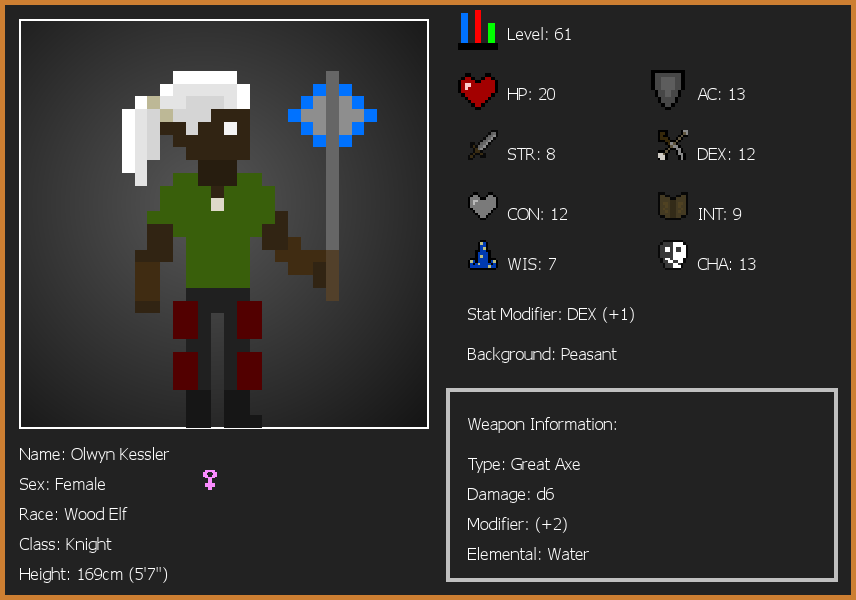 Level: 61
HP: 20
AC: 13
STR: 8
DEX: 12
CON: 12
INT: 9
WIS: 7
CHA: 13
Stat Modifier: DEX (+1)
Background: Peasant
Weapon Information:
Type: Great Axe
Damage: d6
Modifier: (+2)
Elemental: Water
Name: Olwyn Kessler
Sex: Female
Race: Wood Elf
Class: Knight
Height: 169cm (5'7")